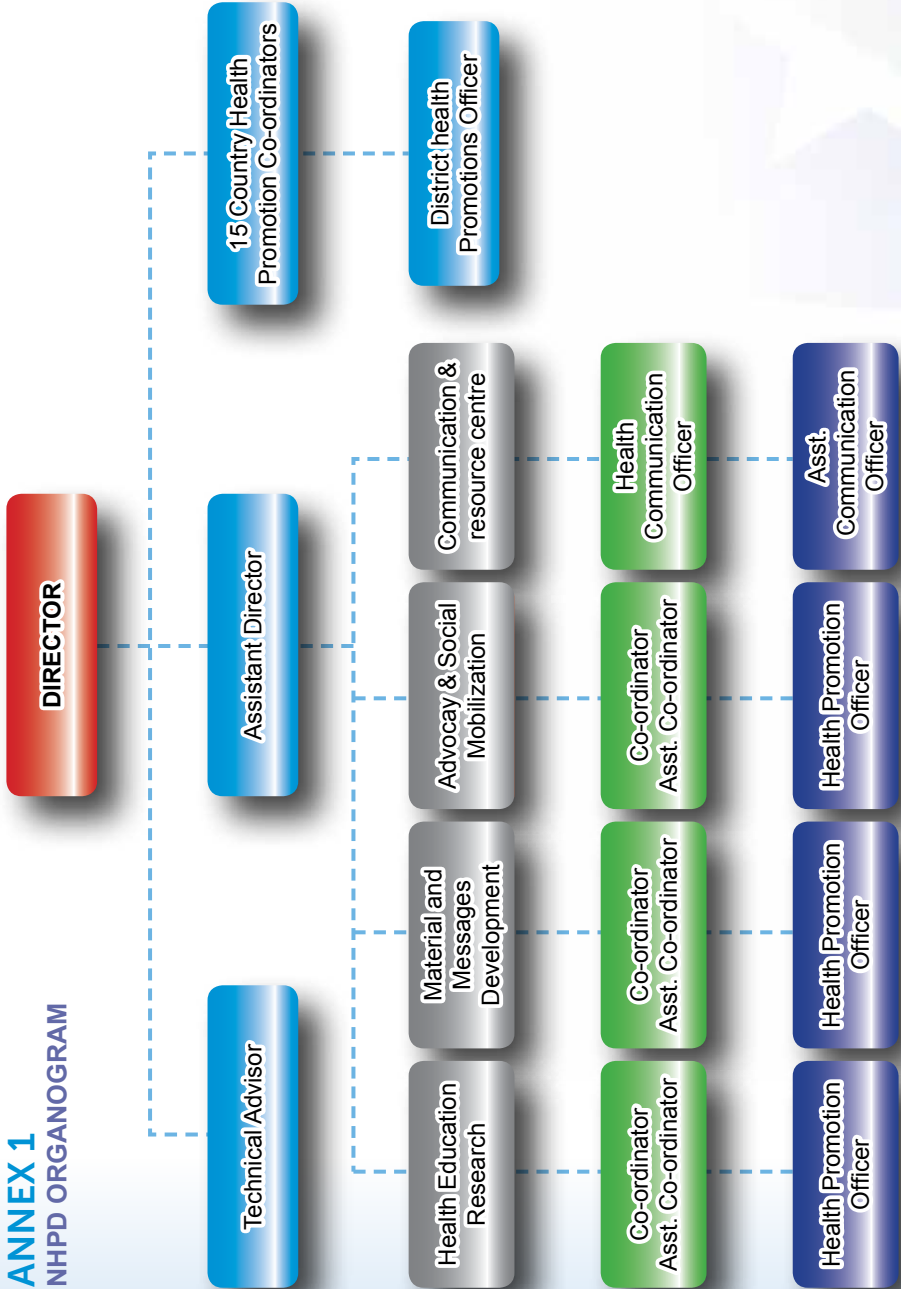 ANNEX 1
NHPD ORGANOGRAM
DIRECTOR
Technical Advisor
Assistant Director
15 Country Health
Promotion Co-ordinators
Health Education
Research
Material and
Messages
Development
Advocay & Social
Mobilization
Communication &
resource centre
District health
Promotions Officer
Co-ordinator
Asst. Co-ordinator
Co-ordinator
Asst. Co-ordinator
Co-ordinator
Asst. Co-ordinator
Health
Communication
Officer
Health Promotion
Officer
Health Promotion
Officer
Health Promotion
Officer
Asst.
Communication
Officer